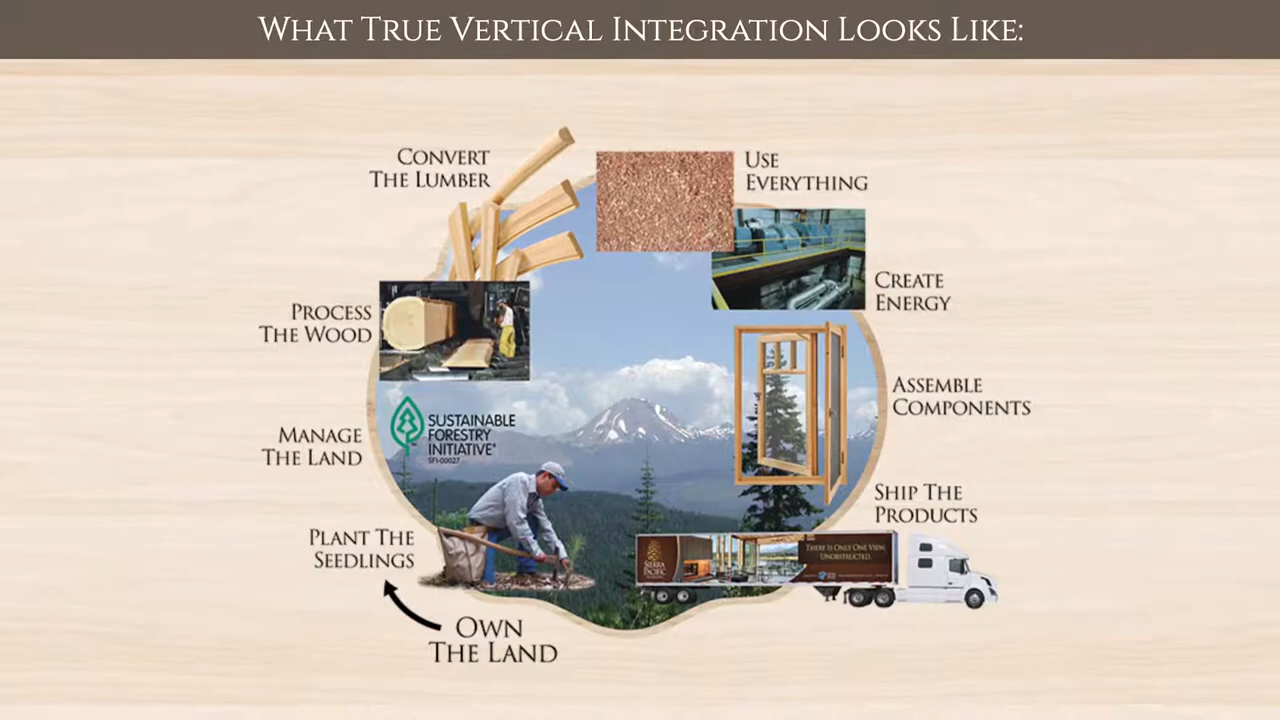 What True Vertical Integration Looks Like:
Convert
The Lumber
Use
Everything
Process
The Wood
Create
Energy
Sustainable
Forestry
Initiative®
SFI-00027
Assemble
Components
Manage
The Land
Ship The
Products
Plant The
Seedlings
Sierra
Pacific
There Is Only One View.
Unobstructed.
Own
The Land